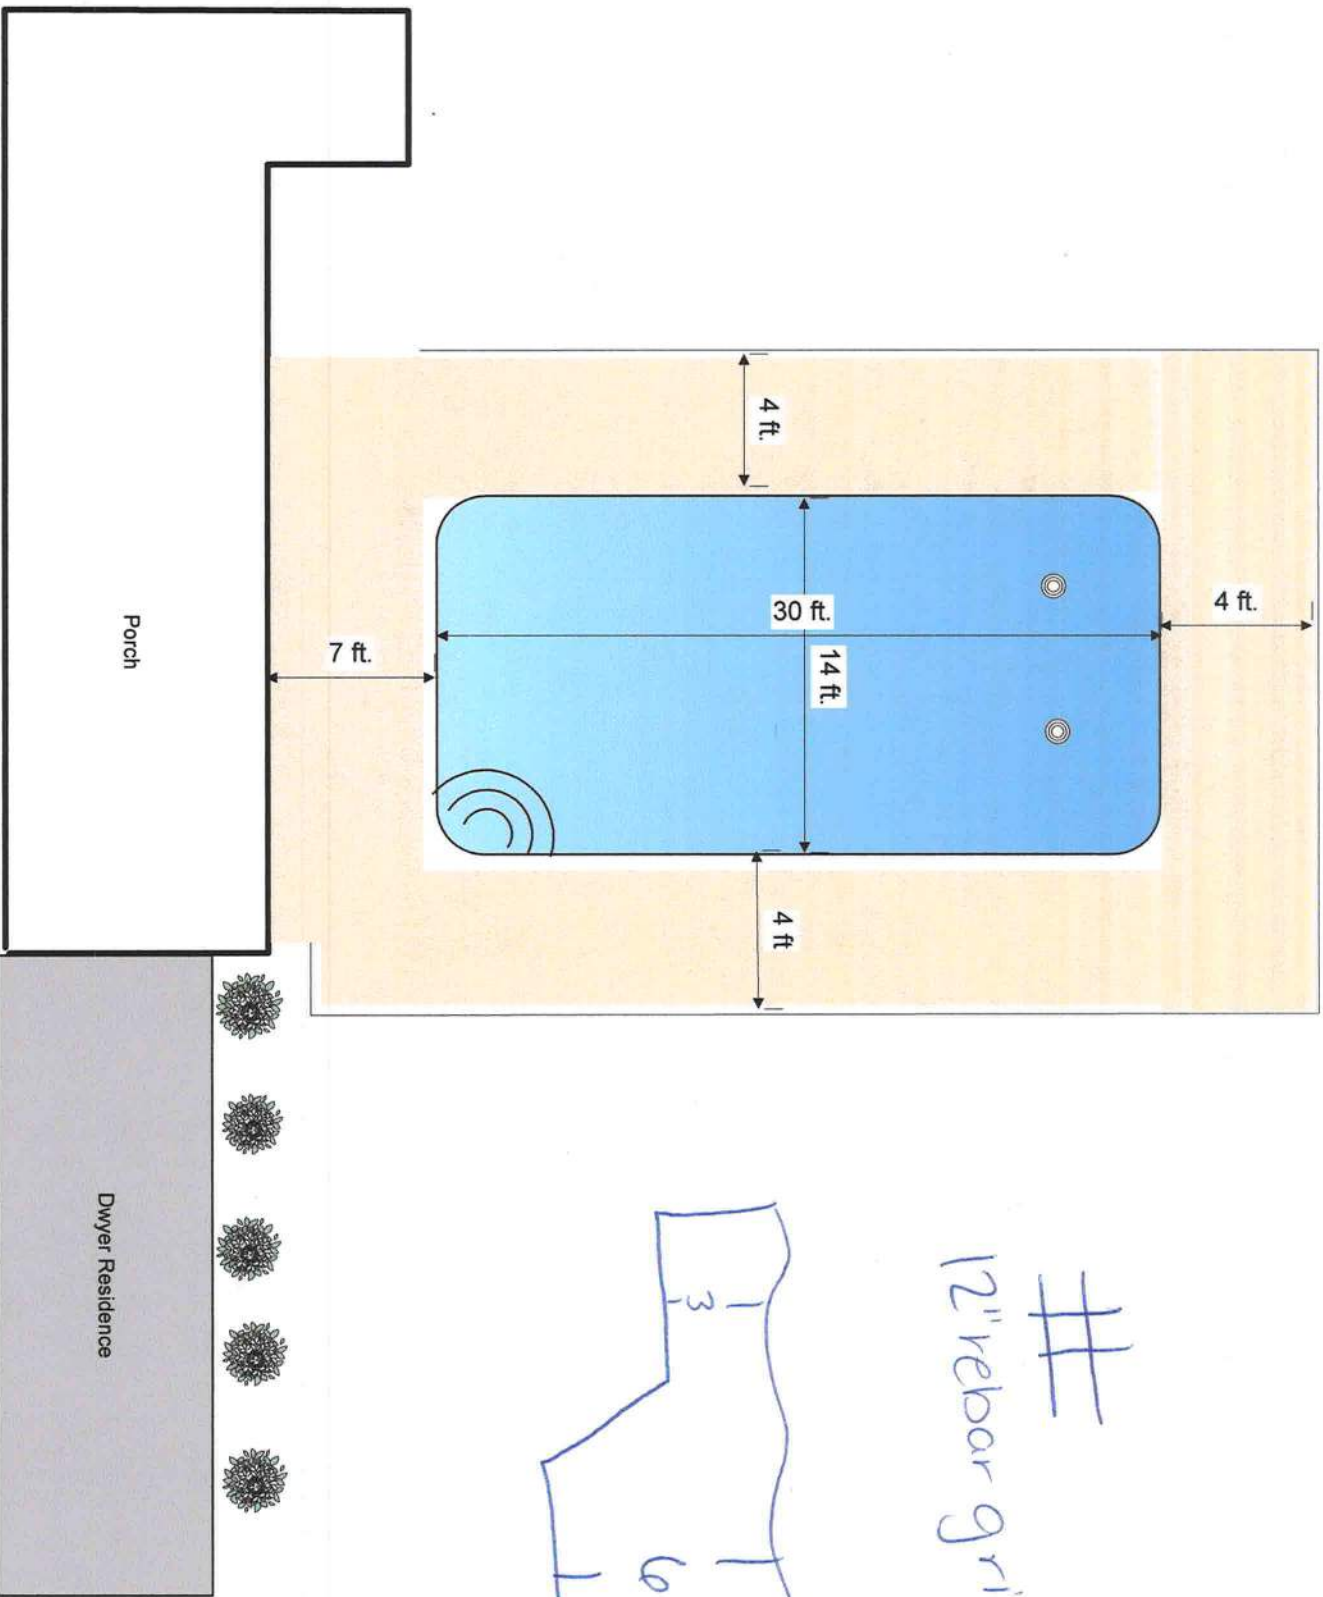 4 ft.
4 ft.
30 ft.
14 ft.
7 ft.
Porch
4 ft
Dwyer Residence
12" rebar gri
3
6